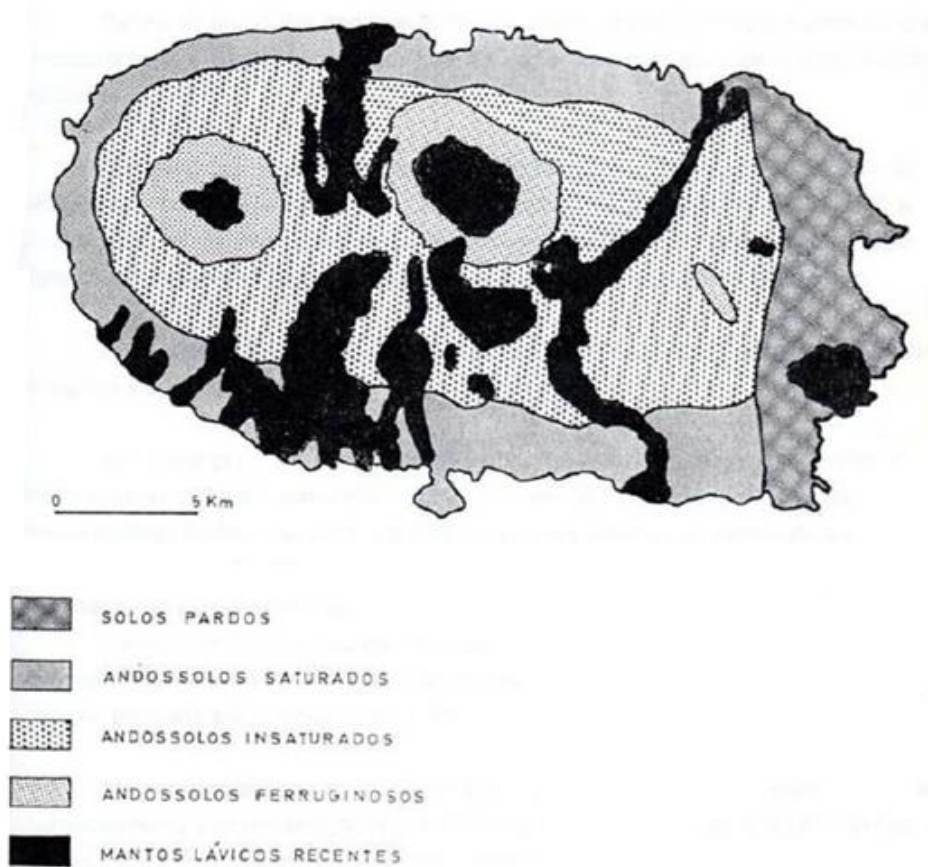 0 5 Km
SOLOS PARDOS
ANDOSSOLOS SATURADOS
ANDOSSOLOS INSATURADOS
ANDOSSOLOS FERRUGINOSOS
MANTOS LÁVICOS RECENTES